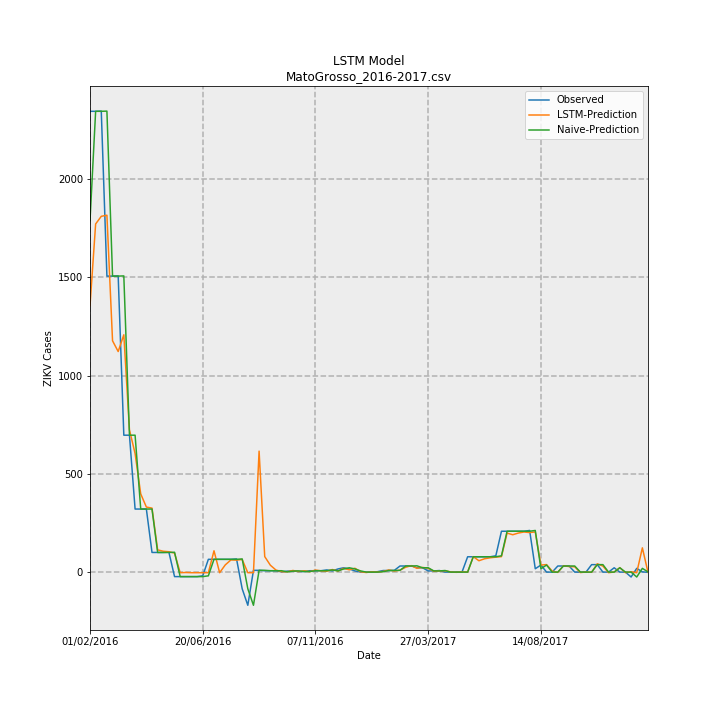 LSTM Model
MatoGrosso_2016-2017.csv
Observed
LSTM-Prediction
Naive-Prediction
ZIKV Cases
2000
1500
1000
500
0
01/02/2016
20/06/2016
07/11/2016
27/03/2017
14/08/2017
Date